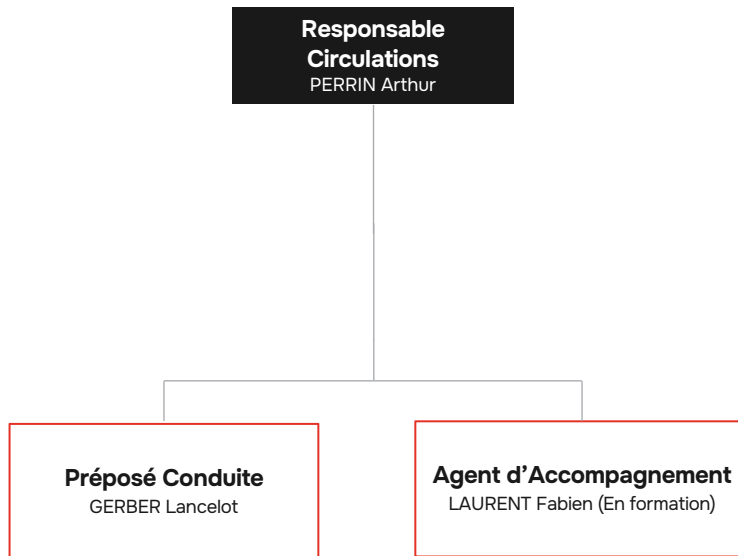 Responsable
Circulations
PERRIN Arthur
Préposé Conduite
GERBER Lancelot
Agent d’Accompagnement
LAURENT Fabien (En formation)